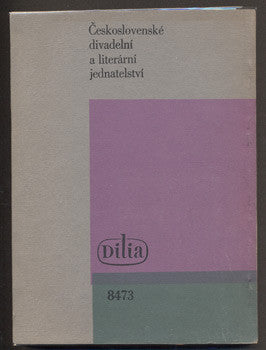 Československé
divadelní
a literární
jednatelství
Dilia
8473